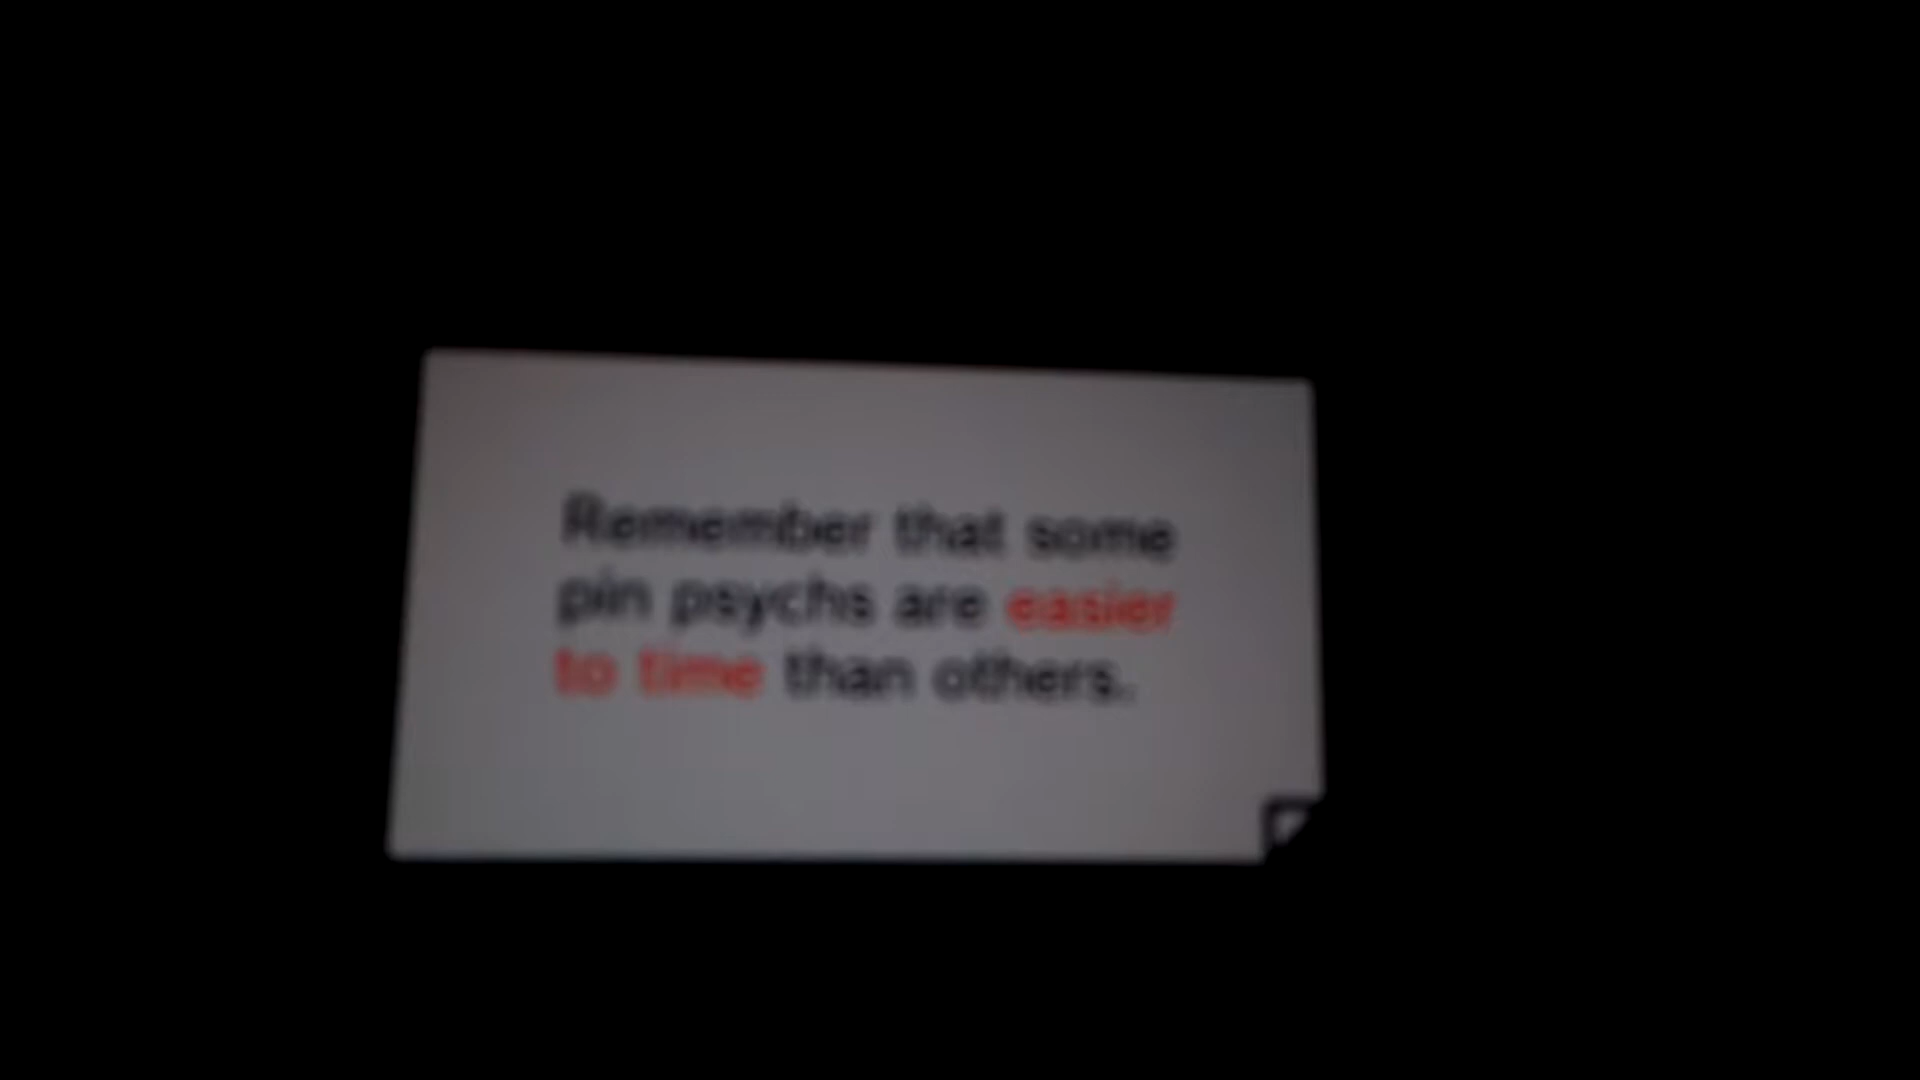 Remember that some
pin psychs are easier
to time than others.